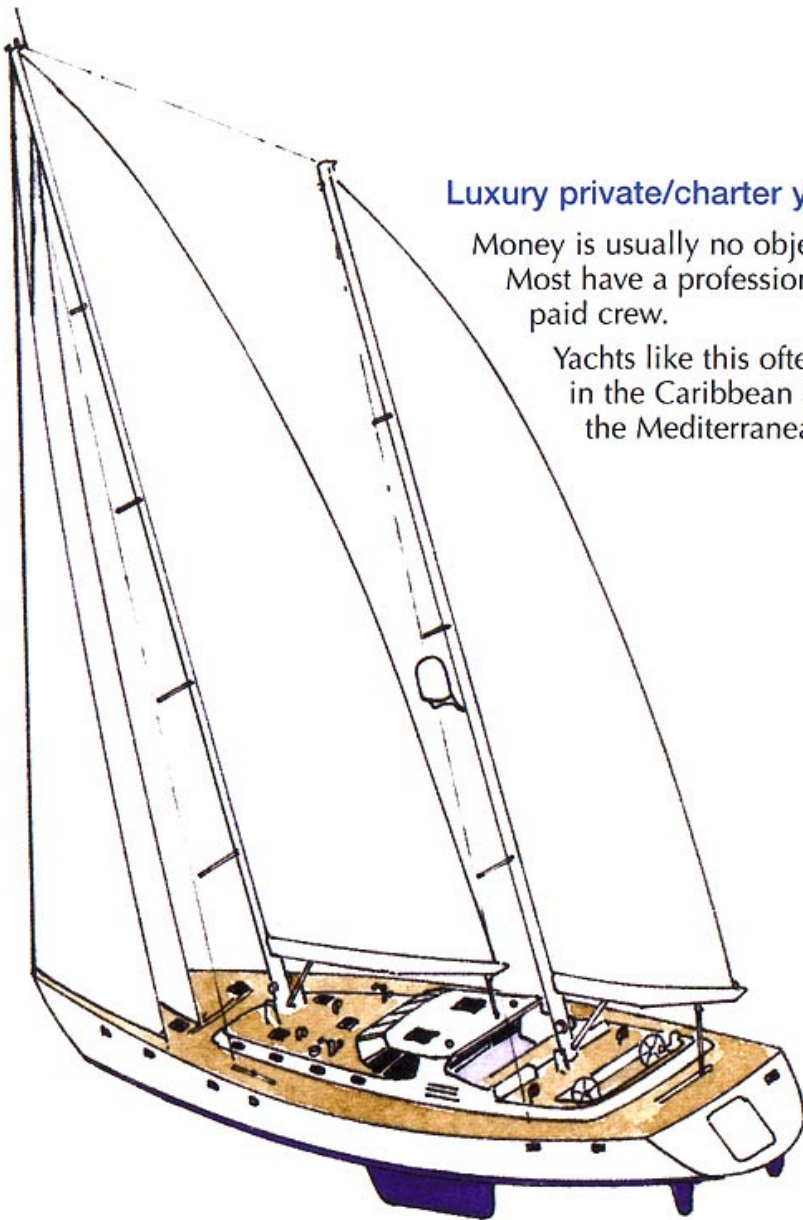 Luxury private/charter y
Money is usually no obje
Most have a profession
paid crew.
Yachts like this ofte
in the Caribbean
the Mediterranea